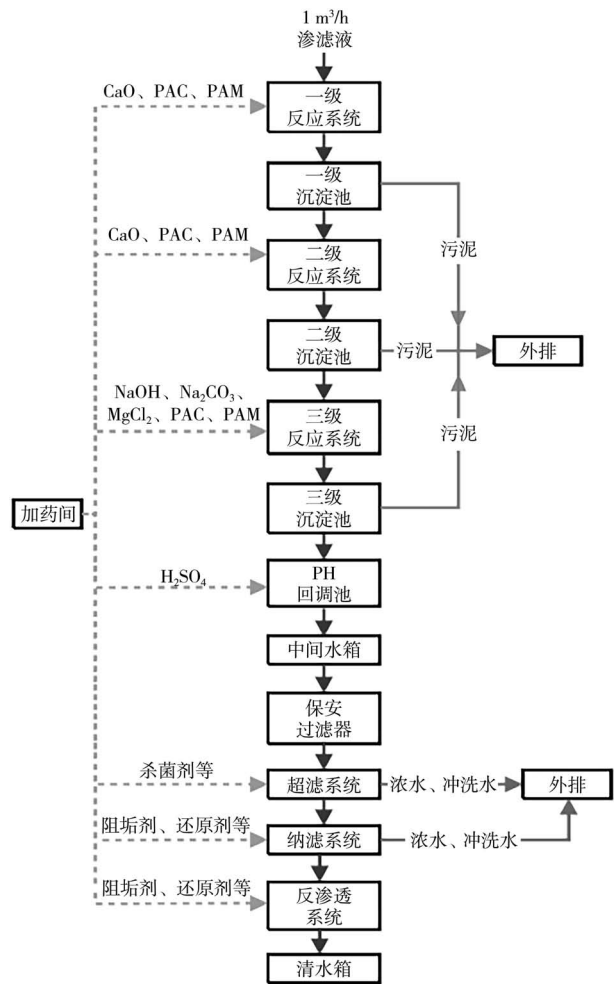 1 m³/h
渗滤液
CaO、PAC、PAM
一级
反应系统
一级
沉淀池
污泥
CaO、PAC、PAM
二级
反应系统
二级
沉淀池
污泥
外排
NaOH、Na₂CO₃、
MgCl₂、PAC、PAM
三级
反应系统
污泥
三级
沉淀池
加药间
H₂SO₄
PH
回调池
中间水箱
保安
过滤器
杀菌剂等
超滤系统
浓水、冲洗水
外排
阻垢剂、还原剂等
纳滤系统
浓水、冲洗水
阻垢剂、还原剂等
反渗透
系统
清水箱